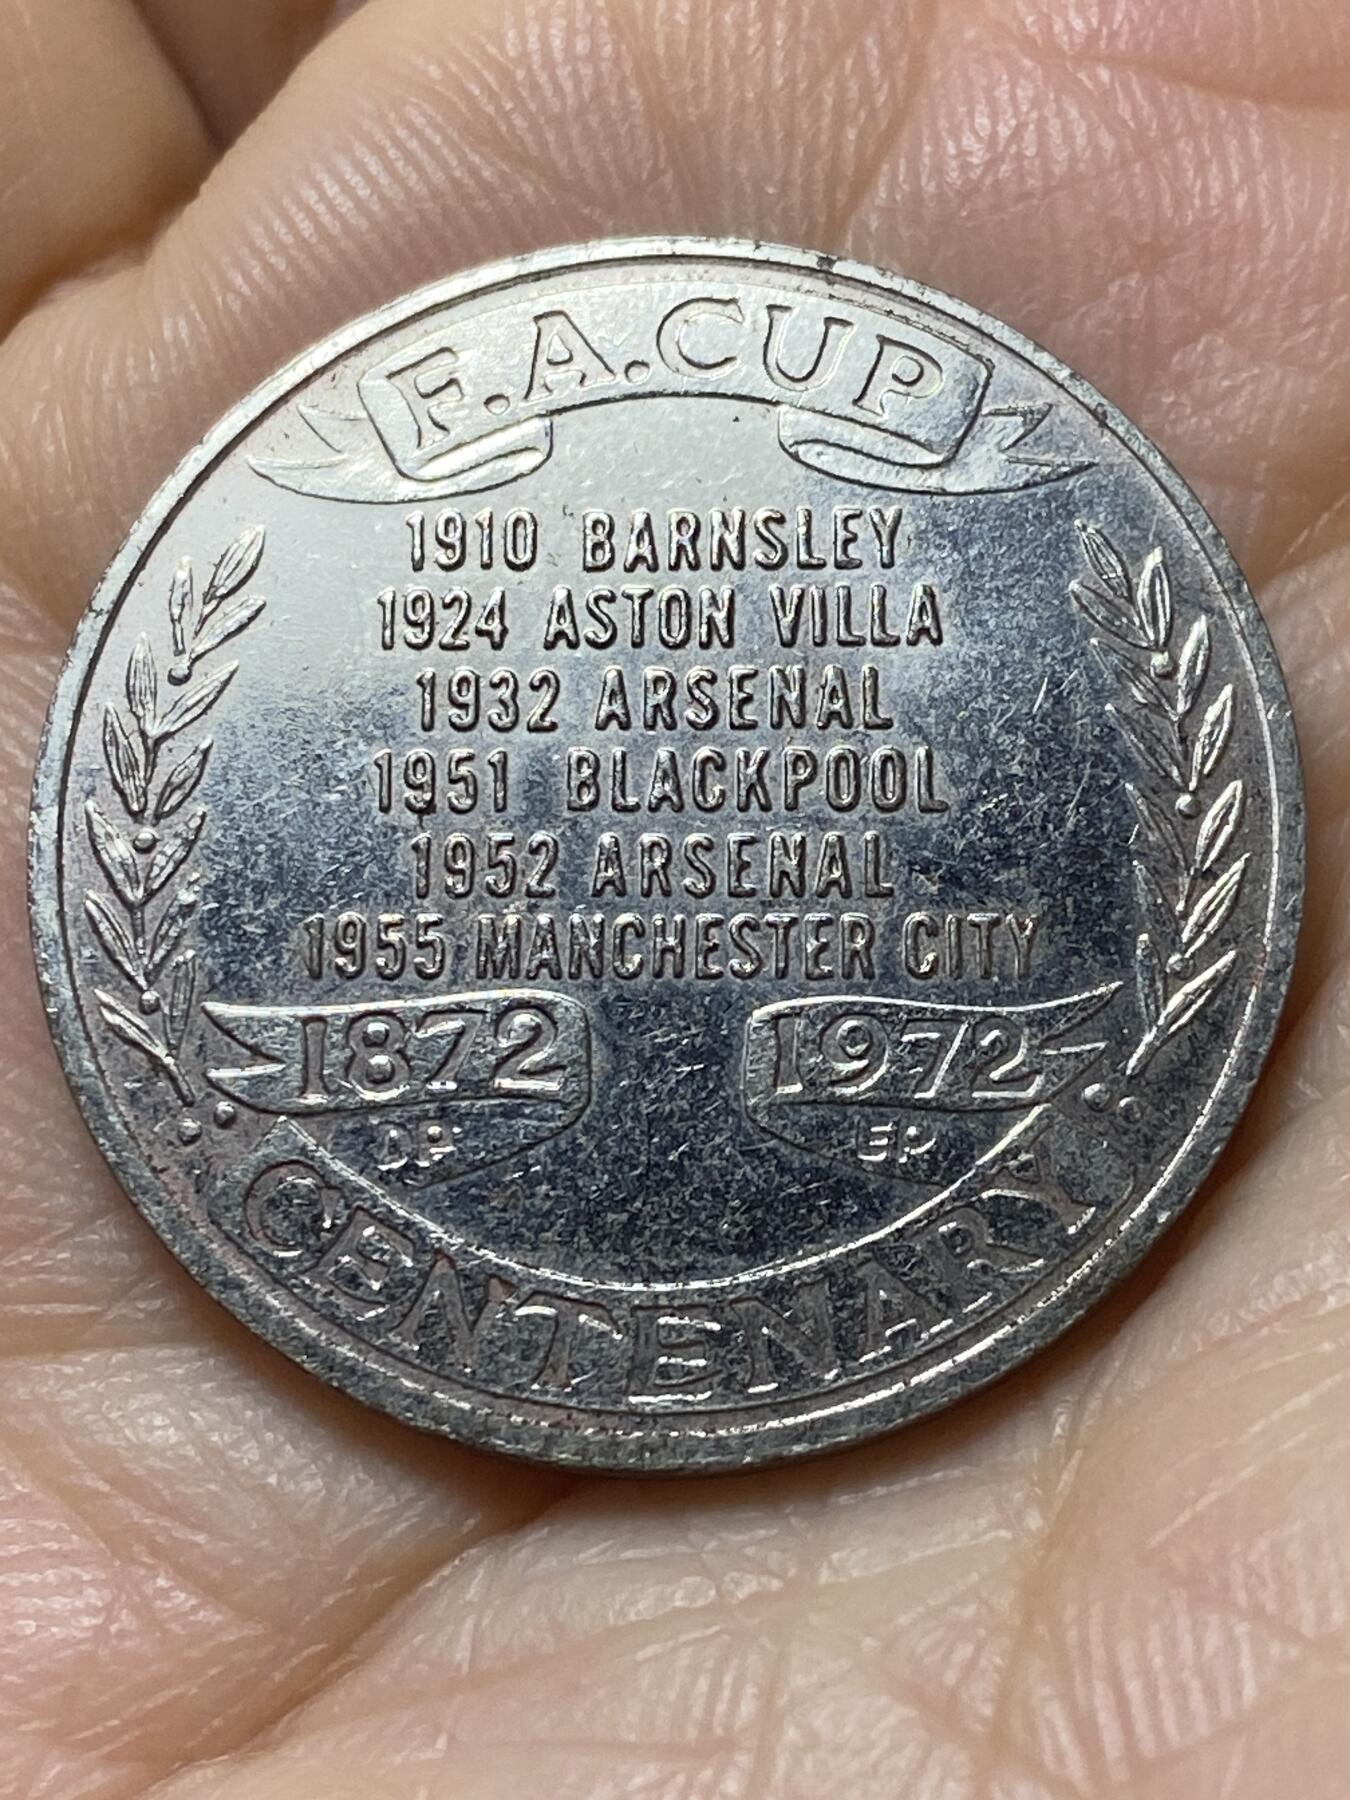 F.A.CUP
1910 BARNSLEY
1924 ASTON VILLA
1932 ARSENAL
1951 BLACKPOOL
1952 ARSENAL
1955 MANCHESTER CITY
1872 1972
CENTENARY